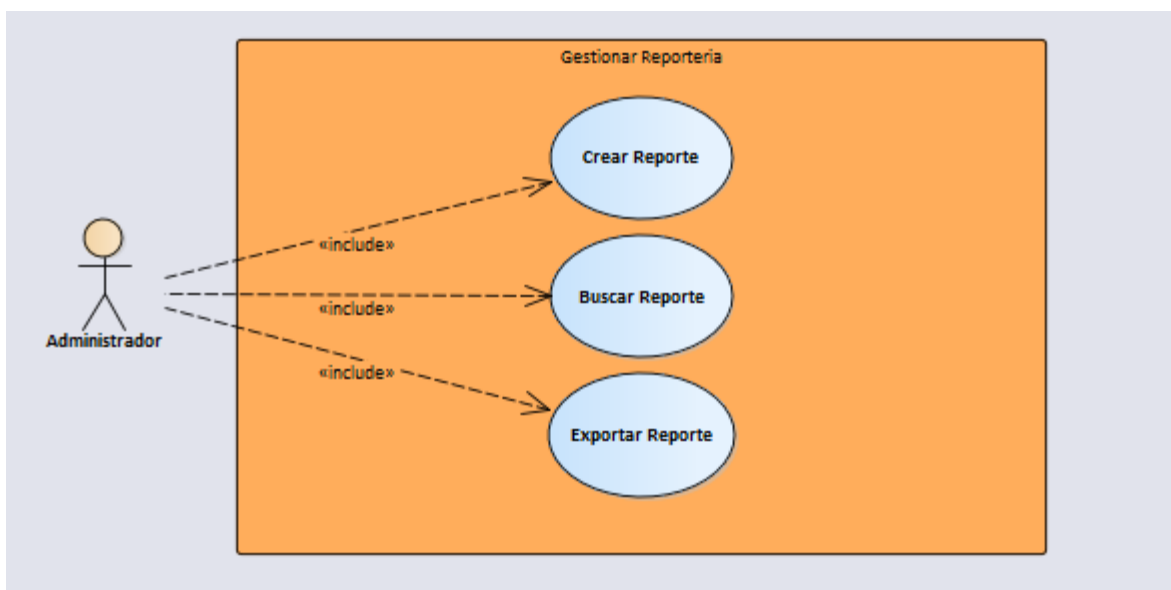 Gestionar Reporteria
Crear Reporte
«include»
Buscar Reporte
«include»
Administrador
«include»
Exportar Reporte